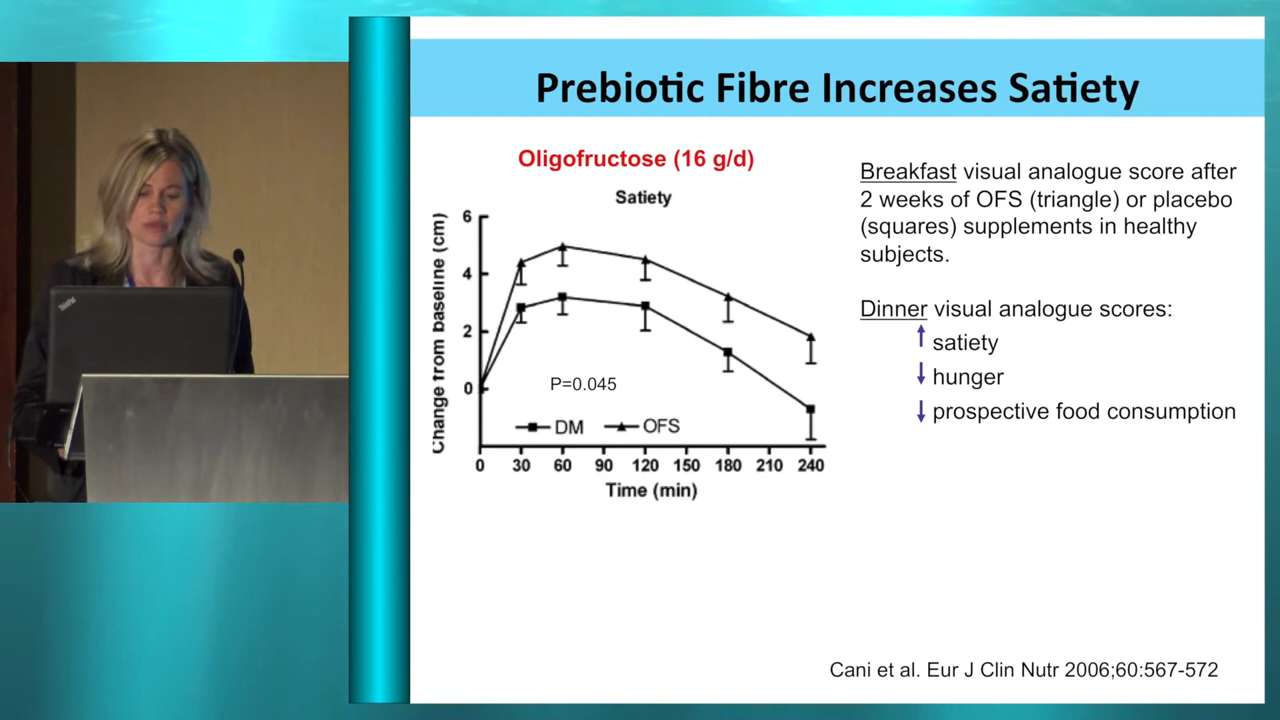 Prebiotic Fibre Increases Satiety
Oligofructose (16 g/d)
Satiety
Change from baseline (cm)
6
4
2
0
P=0.045
DM OFS
0 30 60 90 120 150 180 210 240
Time (min)
Breakfast visual analogue score after
2 weeks of OFS (triangle) or placebo
(squares) supplements in healthy
subjects.
Dinner visual analogue scores:
↑ satiety
↓ hunger
↓ prospective food consumption
Cani et al. Eur J Clin Nutr 2006;60:567-572
ThinkPad